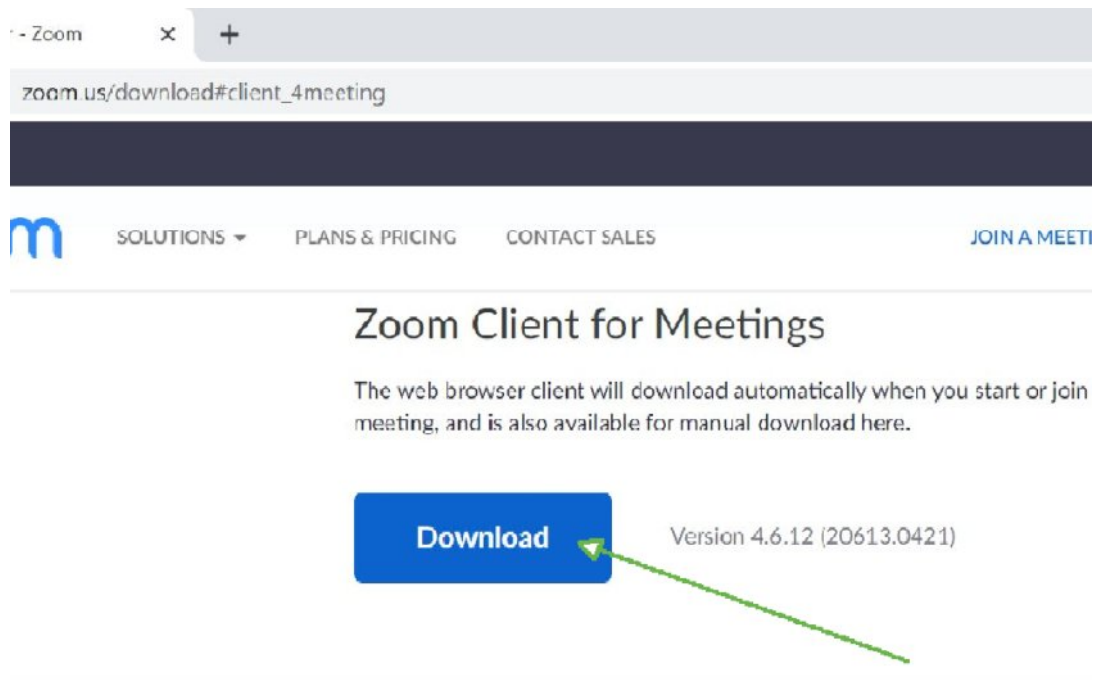 - Zoom
zoom.us/download#client_4meeting
m SOLUTIONS PLANS & PRICING CONTACT SALES JOIN A MEETI
Zoom Client for Meetings
The web browser client will download automatically when you start or join
meeting, and is also available for manual download here.
Download Version 4.6.12 (20613.0421)